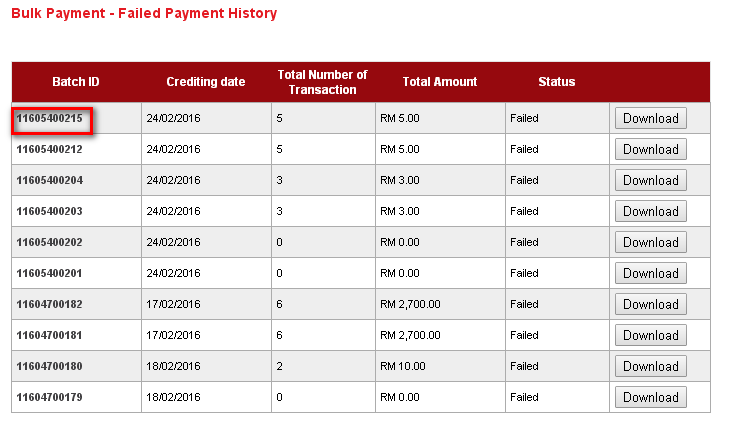 Bulk Payment - Failed Payment History
Batch ID Crediting date Total Number of Transaction Total Amount Status
11605400215 24/02/2016 5 RM 5.00 Failed Download
11605400212 24/02/2016 5 RM 5.00 Failed Download
11605400204 24/02/2016 3 RM 3.00 Failed Download
11605400203 24/02/2016 3 RM 3.00 Failed Download
11605400202 24/02/2016 0 RM 0.00 Failed Download
11605400201 24/02/2016 0 RM 0.00 Failed Download
11604700182 17/02/2016 6 RM 2,700.00 Failed Download
11604700181 17/02/2016 6 RM 2,700.00 Failed Download
11604700180 18/02/2016 2 RM 10.00 Failed Download
11604700179 18/02/2016 0 RM 0.00 Failed Download